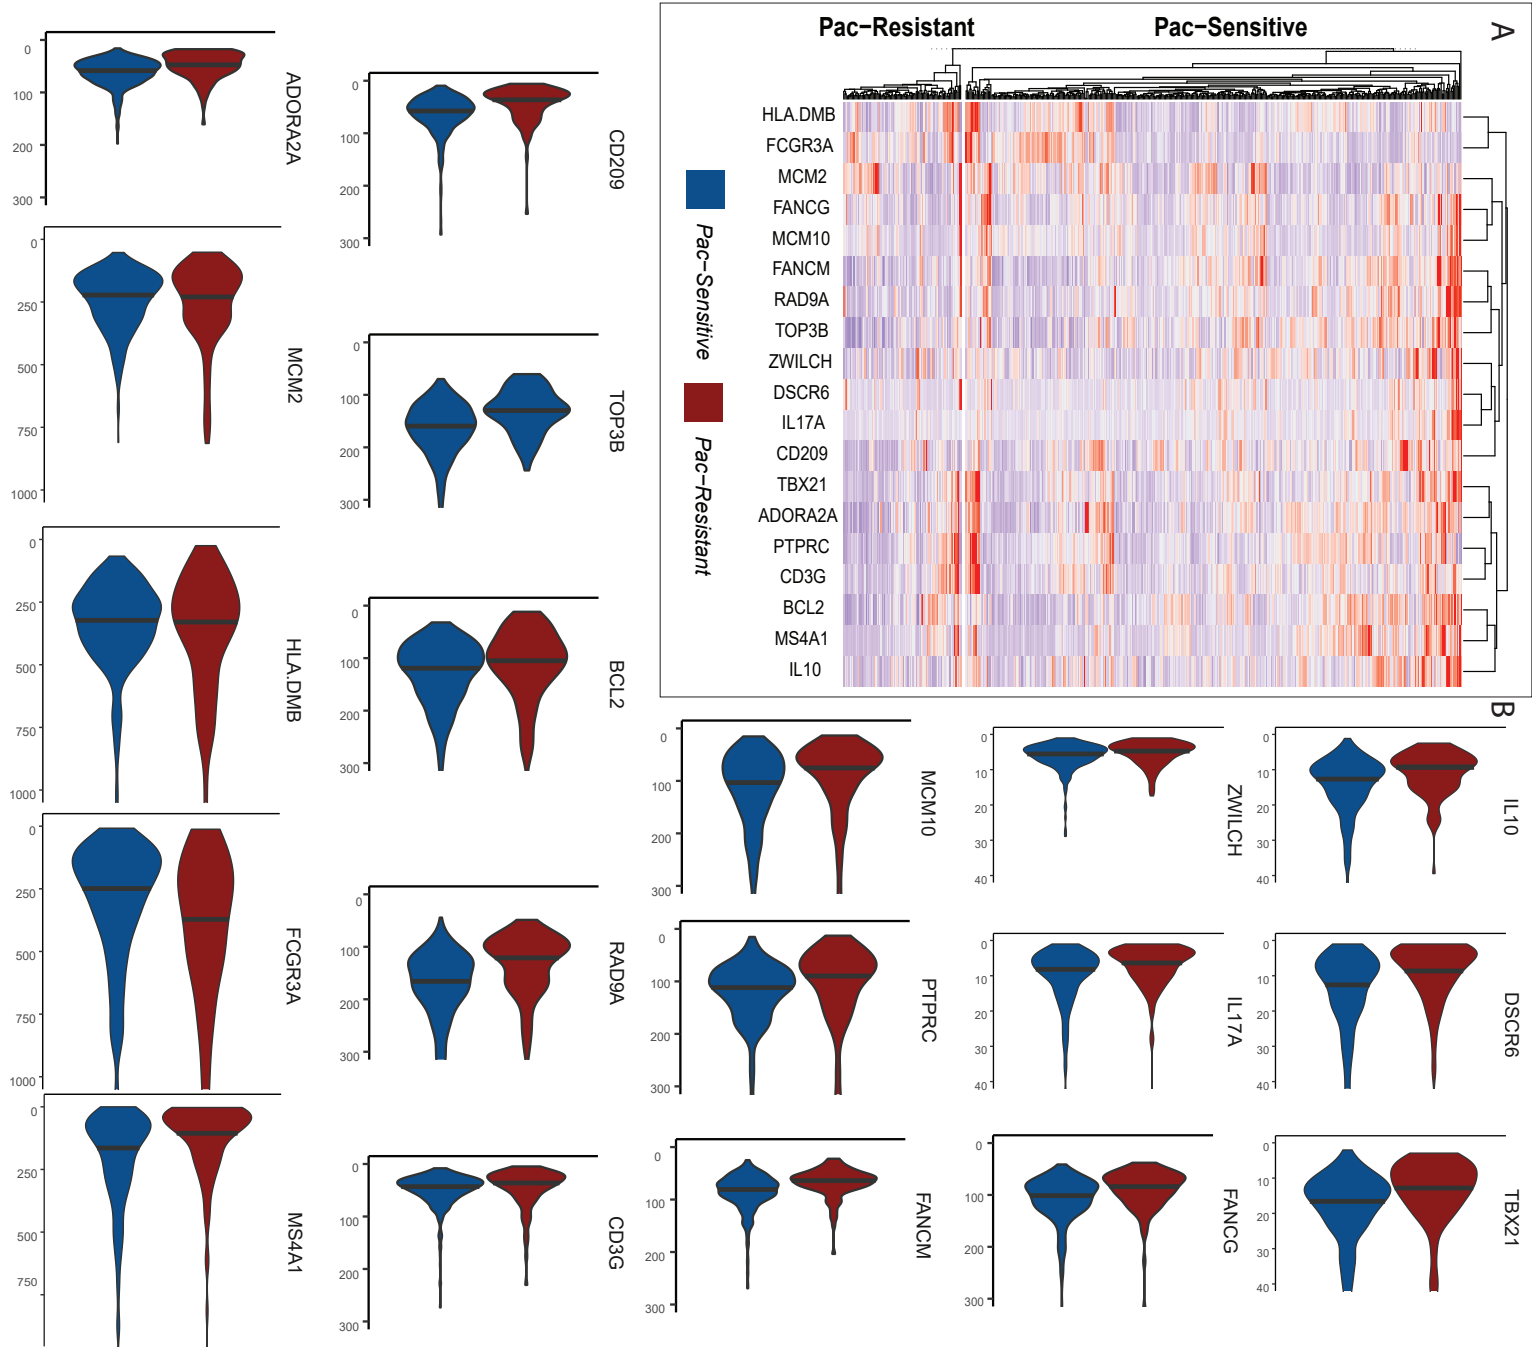 A
Pac-Resistant
Pac-Sensitive
HLA.DMB
FCGR3A
MCM2
FANCG
MCM10
FANCM
RAD9A
TOP3B
ZWILCH
DSCR6
IL17A
CD209
TBX21
ADORA2A
PTPRC
CD3G
BCL2
MS4A1
IL10
Pac-Sensitive
Pac-Resistant
B
IL10
0
10
20
30
40
ZWILCH
0
10
20
30
40
MCM10
0
100
200
300
DSCR6
0
10
20
30
40
IL17A
0
10
20
30
40
PTPRC
0
100
200
300
TBX21
0
10
20
30
40
FANCG
0
100
200
300
FANCM
0
100
200
300
CD209
0
100
200
300
TOP3B
0
100
200
300
BCL2
0
100
200
300
RAD9A
0
100
200
300
CD3G
0
100
200
300
ADORA2A
0
100
200
300
MCM2
0
250
500
750
1000
HLA.DMB
0
250
500
750
1000
FCGR3A
0
250
500
750
1000
MS4A1
0
250
500
750